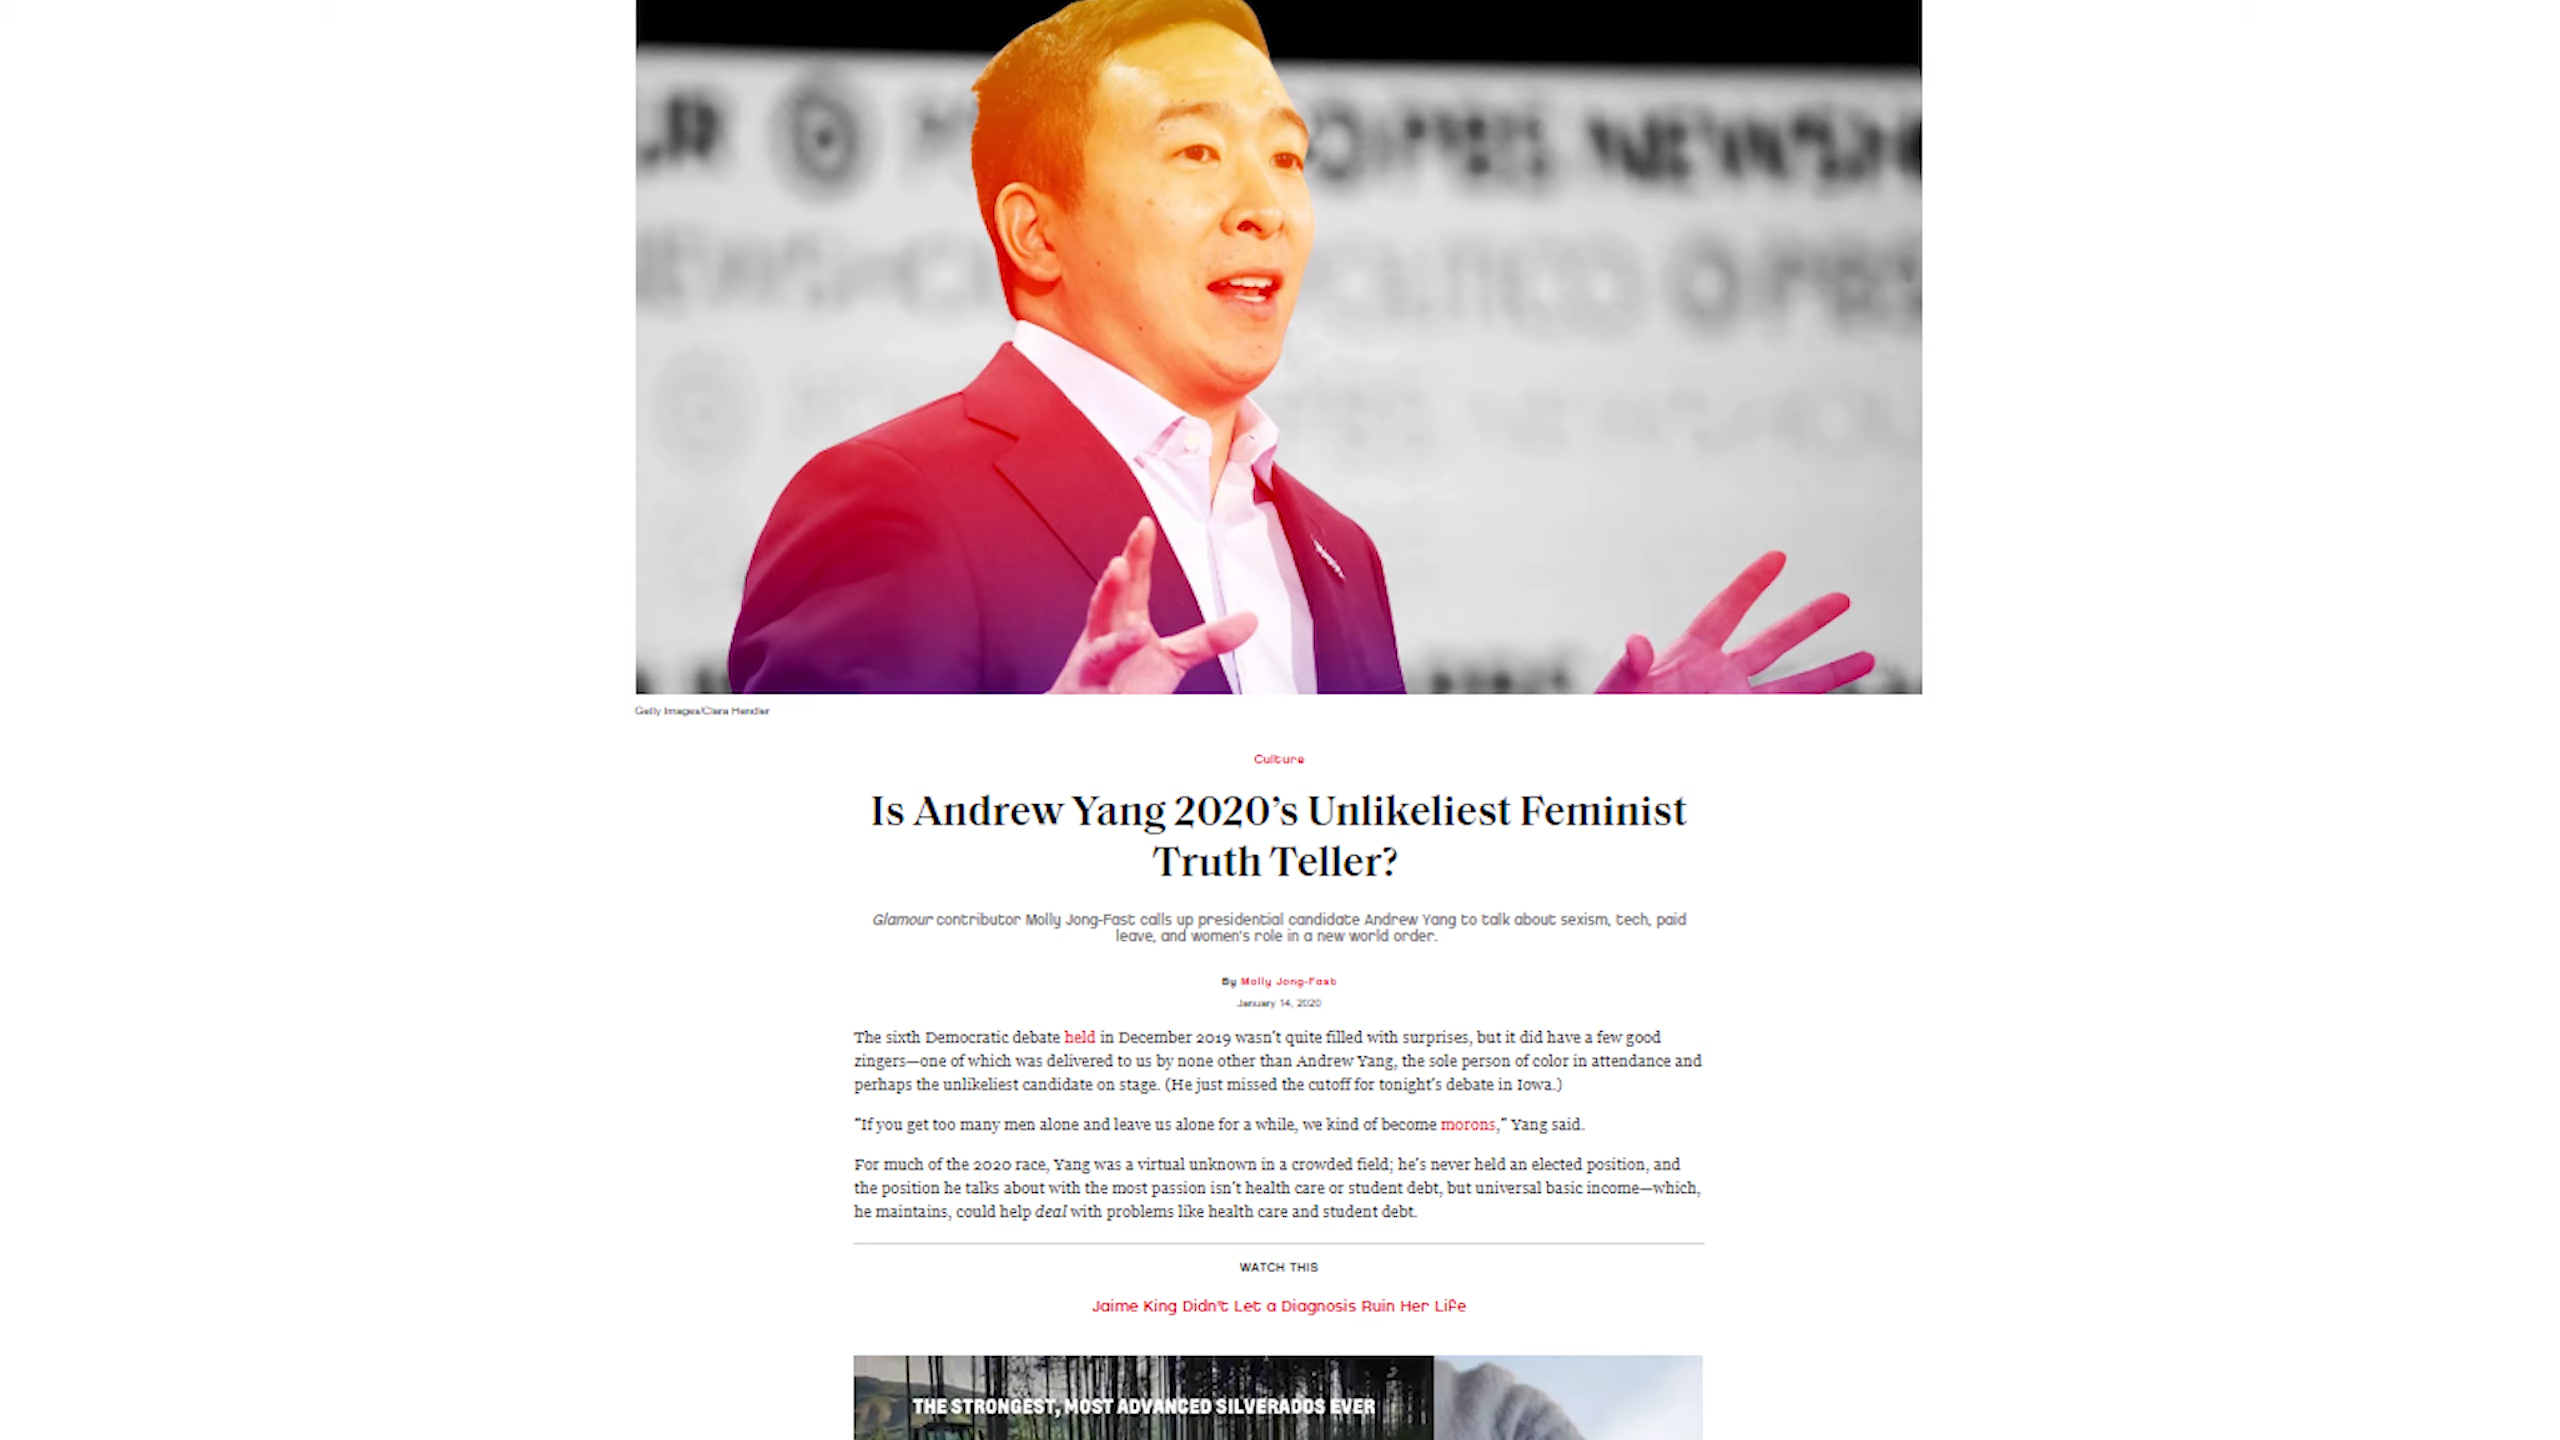 NEWSH
Getty Images/Clara Hendler
Culture
Is Andrew Yang 2020’s Unlikeliest Feminist
Truth Teller?
Glamour contributor Molly Jong-Fast calls up presidential candidate Andrew Yang to talk about sexism, tech, paid
leave, and women's role in a new world order.
By Molly Jong-Fast
January 14, 2020
The sixth Democratic debate held in December 2019 wasn’t quite filled with surprises, but it did have a few good
zingers—one of which was delivered to us by none other than Andrew Yang, the sole person of color in attendance and
perhaps the unlikeliest candidate on stage. (He just missed the cutoff for tonight’s debate in Iowa.)
“If you get too many men alone and leave us alone for a while, we kind of become morons,” Yang said.
For much of the 2020 race, Yang was a virtual unknown in a crowded field; he’s never held an elected position, and
the position he talks about with the most passion isn’t health care or student debt, but universal basic income—which,
he maintains, could help deal with problems like health care and student debt.
WATCH THIS
Jaime King Didn't Let a Diagnosis Ruin Her Life
THE STRONGEST, MOST ADVANCED SILVERADOS EVER